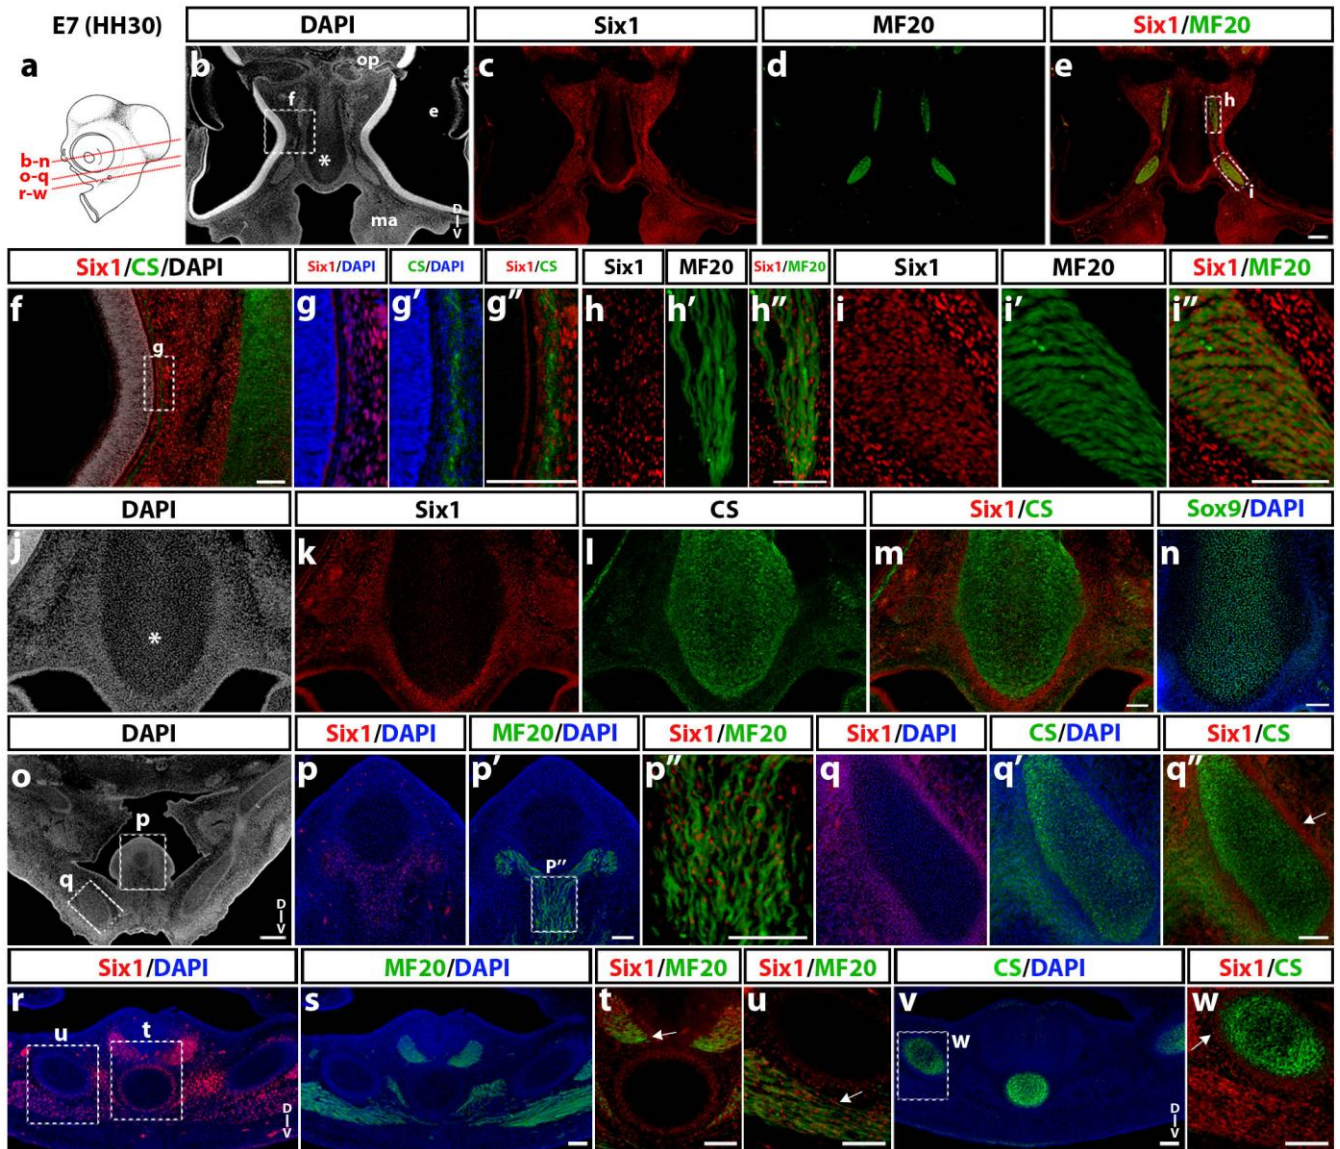 E7 (HH30)
DAPI
Six1
MF20
Six1/MF20
a
b-n
o-q
r-w
b
op
f
e
*
ma
D
V
c
d
e
h
i
Six1/CS/DAPI
Six1/DAPI
CS/DAPI
Six1/CS
Six1
MF20
Six1/MF20
Six1
MF20
Six1/MF20
f
g
g
g'
g''
h
h'
h''
i
i'
i''
DAPI
Six1
CS
Six1/CS
Sox9/DAPI
j
*
k
l
m
n
DAPI
Six1/DAPI
MF20/DAPI
Six1/MF20
Six1/DAPI
CS/DAPI
Six1/CS
o
p
q
D
V
p
p'
P''
p''
q
q'
q''
Six1/DAPI
MF20/DAPI
Six1/MF20
Six1/MF20
CS/DAPI
Six1/CS
r
u
t
D
V
s
t
u
v
w
D
V
w